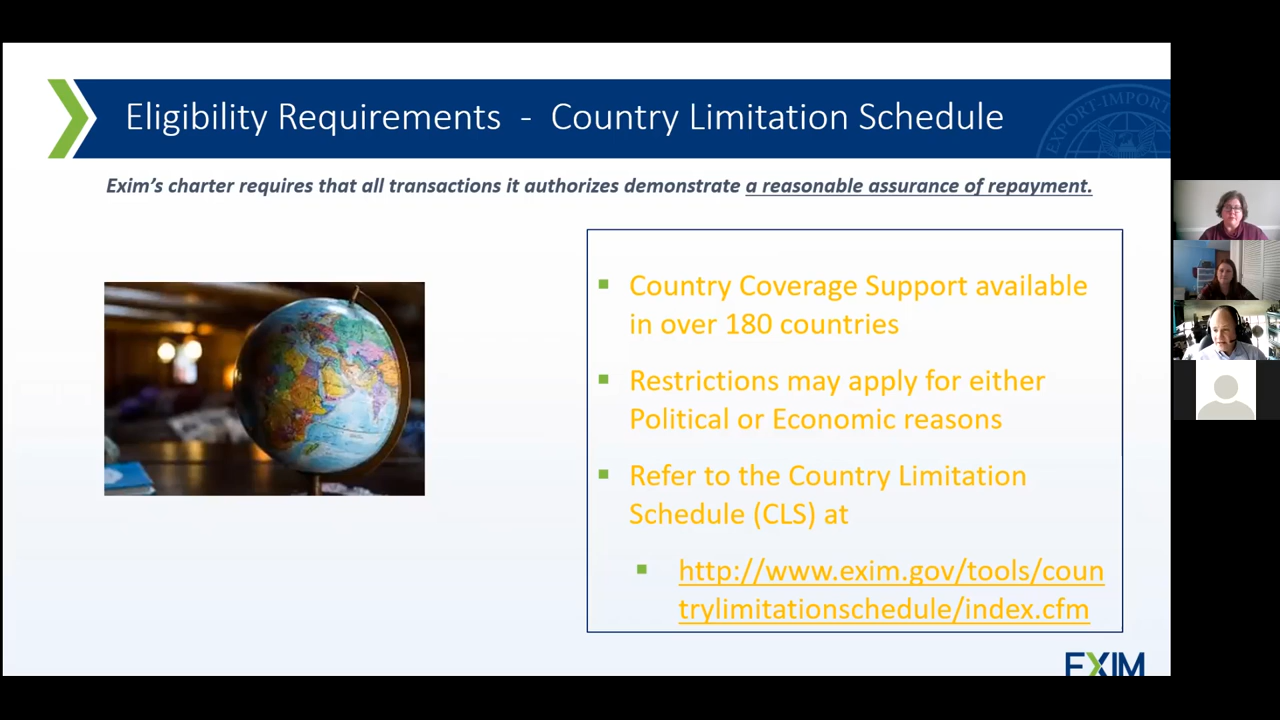 Eligibility Requirements - Country Limitation Schedule
EXPORT-IMPORT
Exim's charter requires that all transactions it authorizes demonstrate a reasonable assurance of repayment.
Country Coverage Support available
in over 180 countries
Restrictions may apply for either
Political or Economic reasons
Refer to the Country Limitation
Schedule (CLS) at
http://www.exim.gov/tools/coun
trylimitationschedule/index.cfm
EXIM